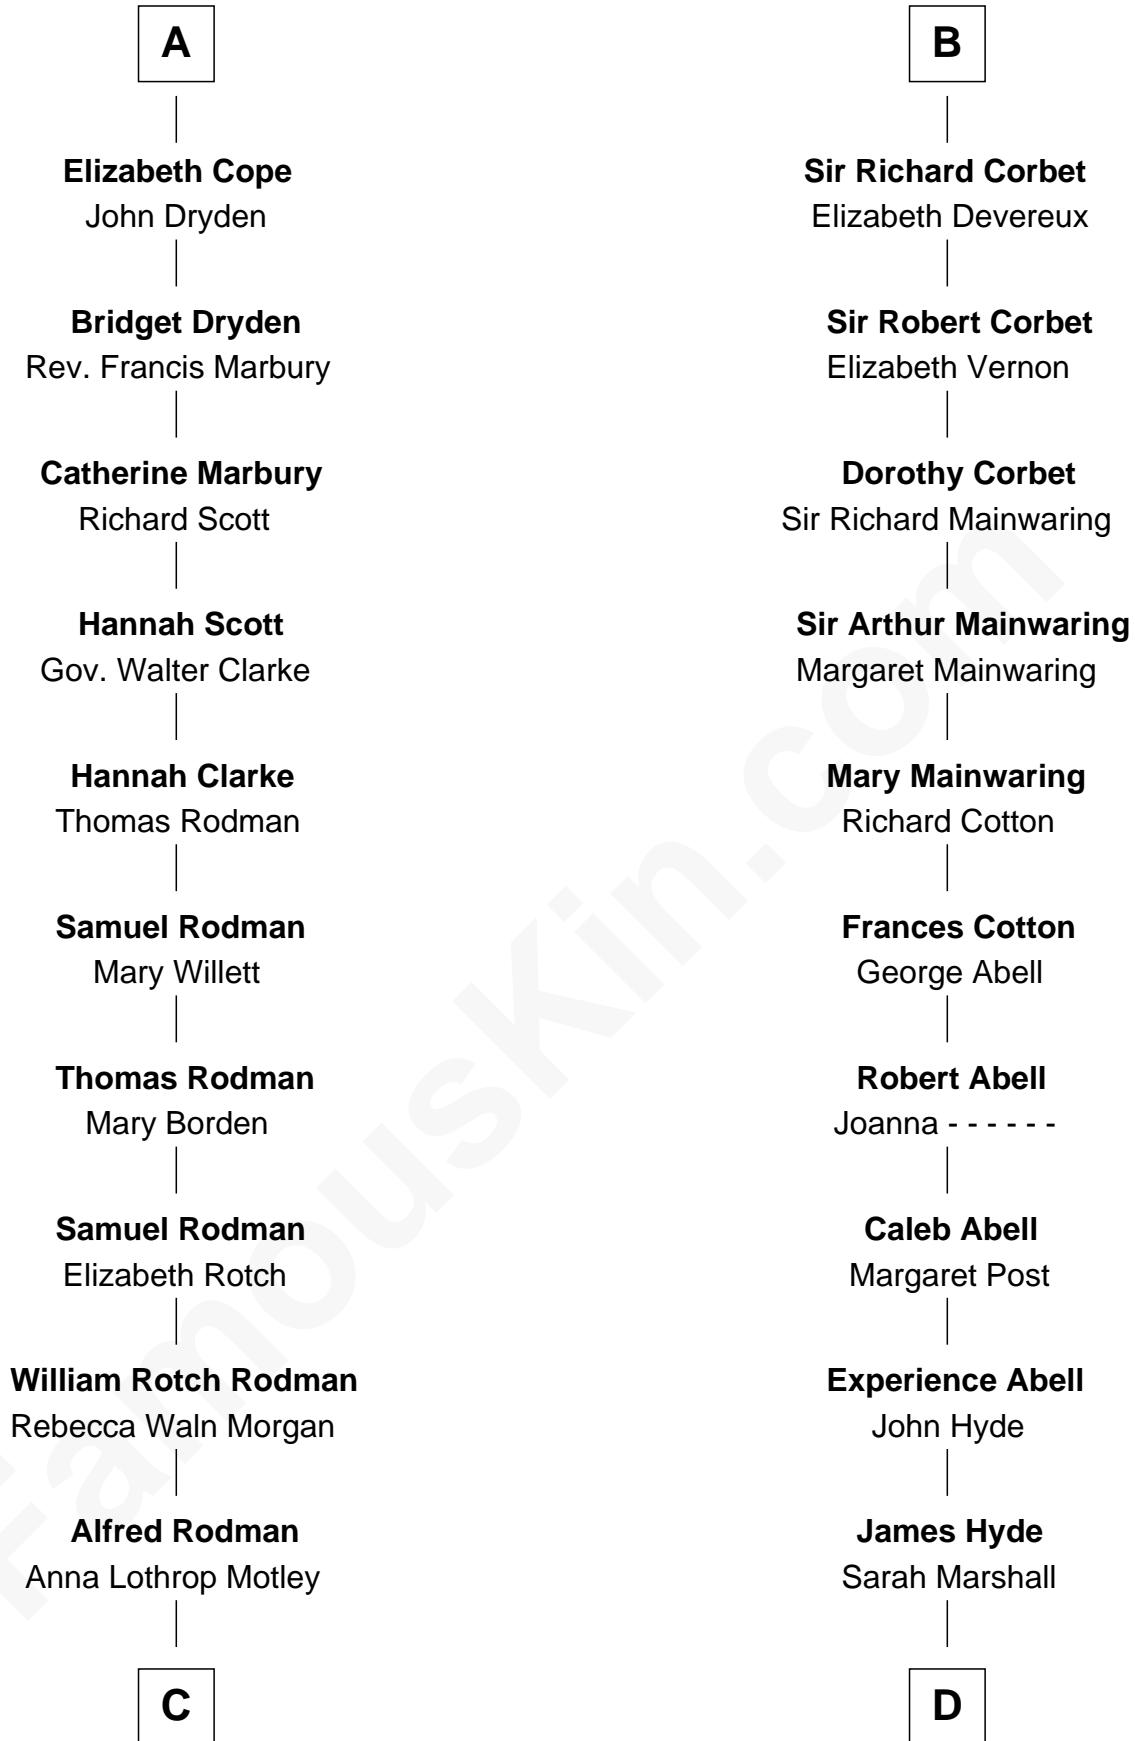 A
Elizabeth Cope
John Dryden
Bridget Dryden
Rev. Francis Marbury
Catherine Marbury
Richard Scott
Hannah Scott
Gov. Walter Clarke
Hannah Clarke
Thomas Rodman
Samuel Rodman
Mary Willett
Thomas Rodman
Mary Borden
Samuel Rodman
Elizabeth Rotch
William Rotch Rodman
Rebecca Waln Morgan
Alfred Rodman
Anna Lothrop Motley
C
B
Sir Richard Corbet
Elizabeth Devereux
Sir Robert Corbet
Elizabeth Vernon
Dorothy Corbet
Sir Richard Mainwaring
Sir Arthur Mainwaring
Margaret Mainwaring
Mary Mainwaring
Richard Cotton
Frances Cotton
George Abell
Robert Abell
Joanna - - - - - -
Caleb Abell
Margaret Post
Experience Abell
John Hyde
James Hyde
Sarah Marshall
D
FamousKin.com